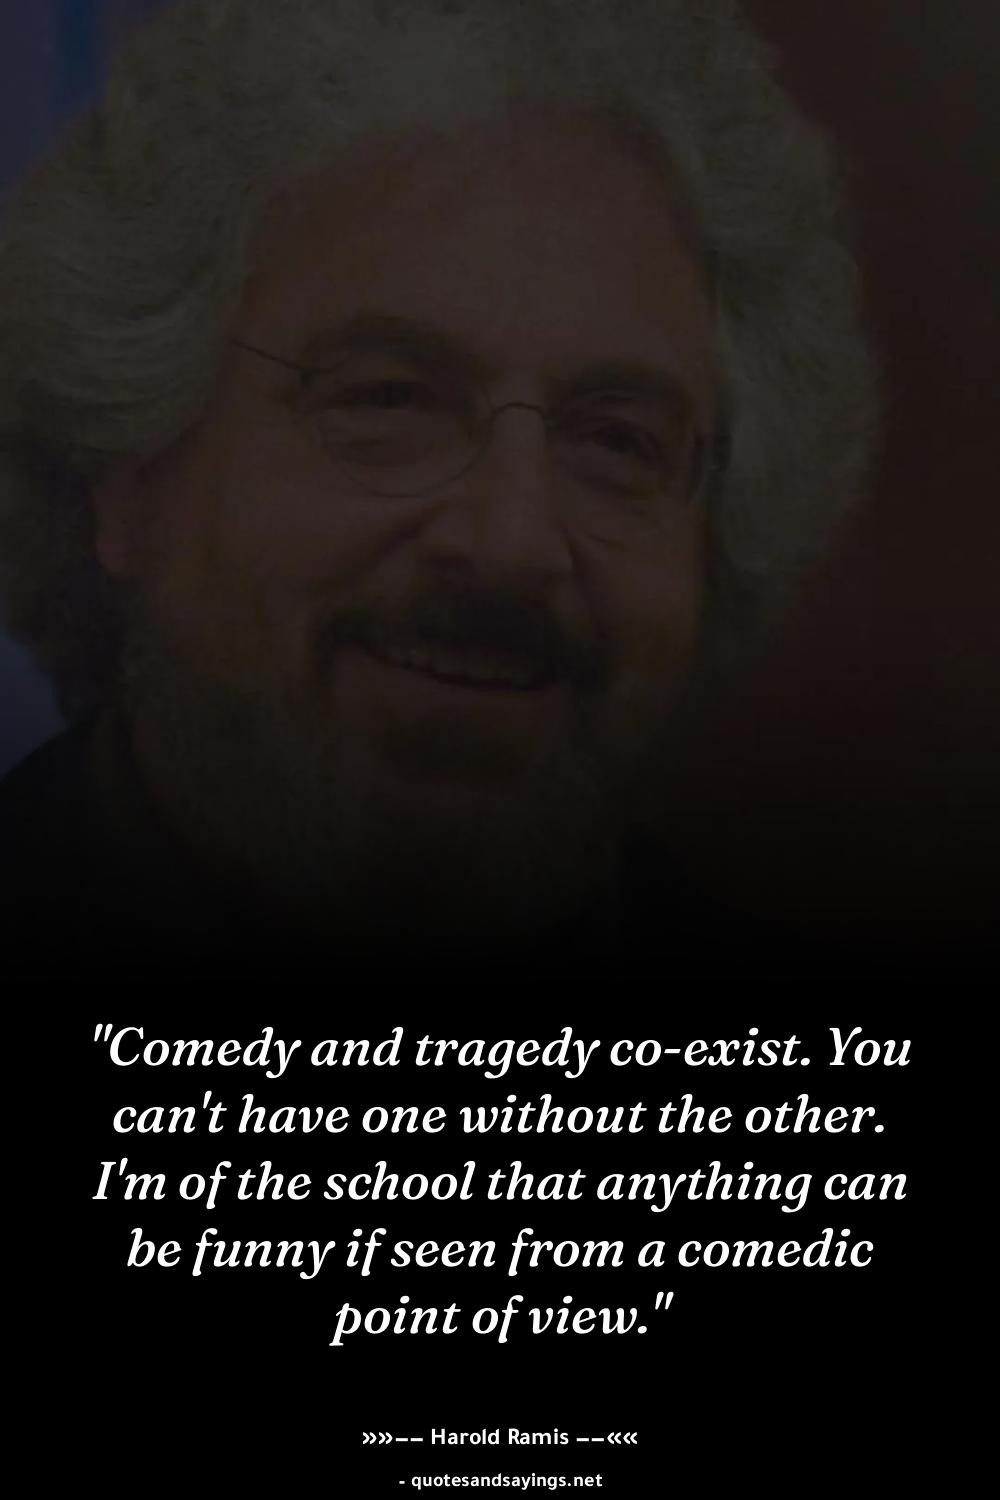 "Comedy and tragedy co-exist. You
can't have one without the other.
I'm of the school that anything can
be funny if seen from a comedic
point of view."
»»–– Harold Ramis ––««
- quotesandsayings.net